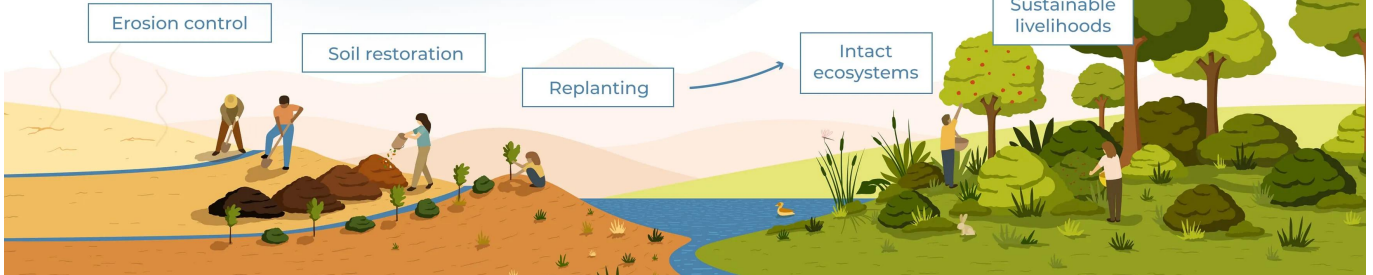 Erosion control
Soil restoration
Replanting
Intact
ecosystems
Sustainable
livelihoods